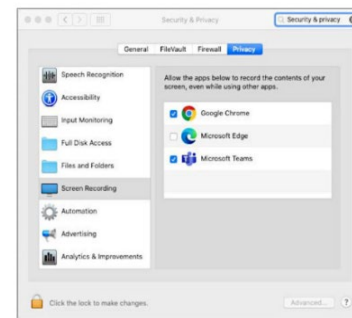 Security & Privacy
Security & privacy
General
FileVault
Firewall
Privacy
Speech Recognition
Accessibility
Input Monitoring
Full Disk Access
Files and Folders
Screen Recording
Automation
Advertising
Analytics & Improvements
Allow the apps below to record the contents of your
screen, even while using other apps.
Google Chrome
Microsoft Edge
Microsoft Teams
Click the lock to make changes.
Advanced...
?